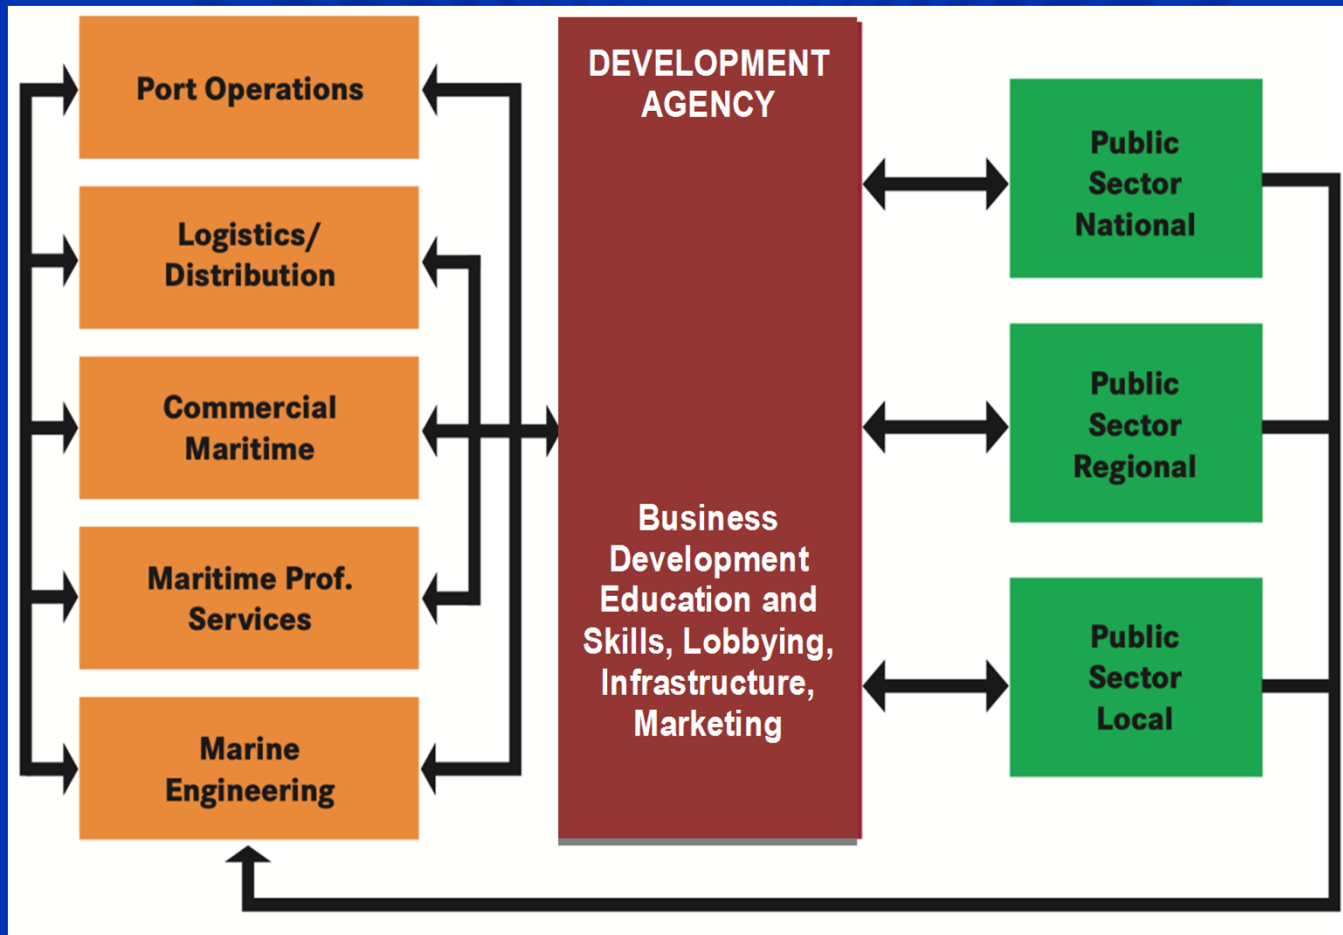 Port Operations
Logistics/
Distribution
Commercial
Maritime
Maritime Prof.
Services
Marine
Engineering
DEVELOPMENT
AGENCY
Business
Development
Education and
Skills, Lobbying,
Infrastructure,
Marketing
Public
Sector
National
Public
Sector
Regional
Public
Sector
Local